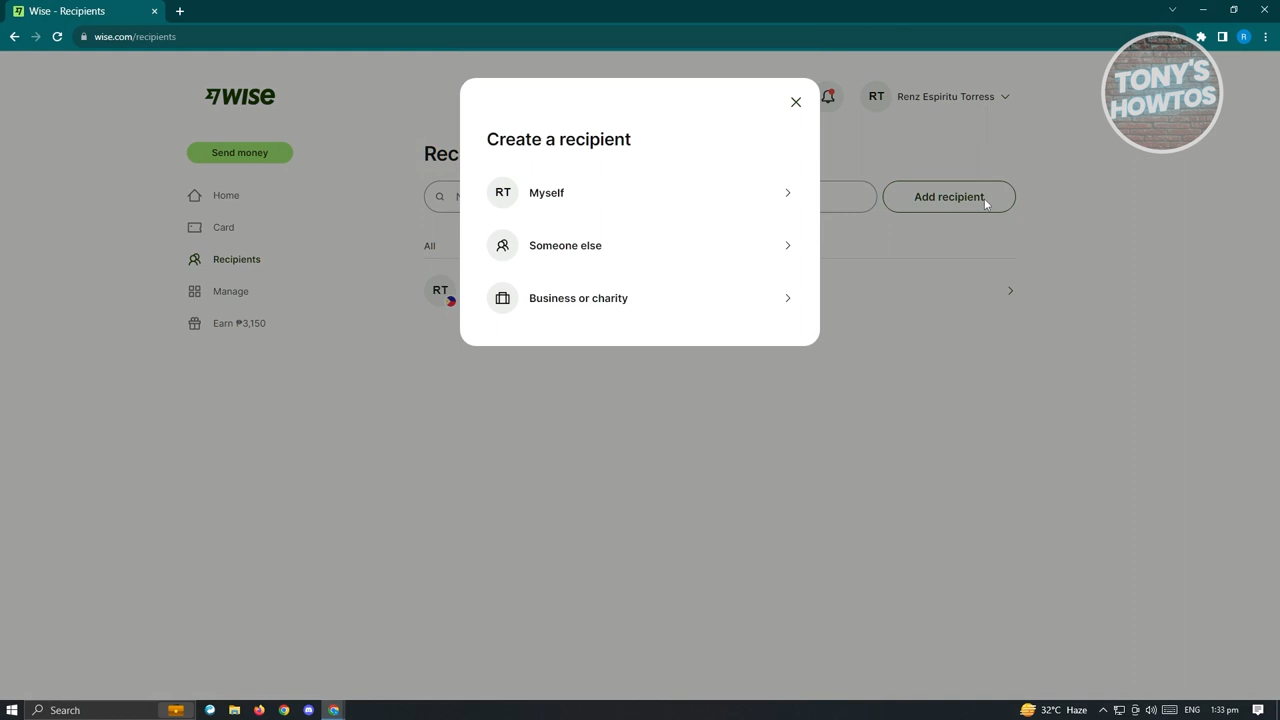 Wise - Recipients
wise.com/recipients
TONY'S
HOWTOS
WISE
RT
Renz Espiritu Torress
Send money
Home
Card
Recipients
Manage
Earn ₱3,150
Rec
Add recipient
All
RT
Create a recipient
RT
Myself
Someone else
Business or charity
Search
32°C Haze
ENG
1:33 pm
R